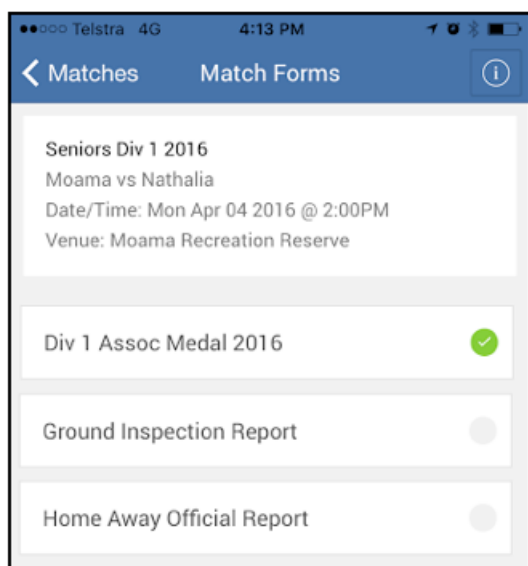 Telstra 4G 4:13 PM
Matches Match Forms i
Seniors Div 1 2016
Moama vs Nathalia
Date/Time: Mon Apr 04 2016 @ 2:00PM
Venue: Moama Recreation Reserve
Div 1 Assoc Medal 2016
Ground Inspection Report
Home Away Official Report